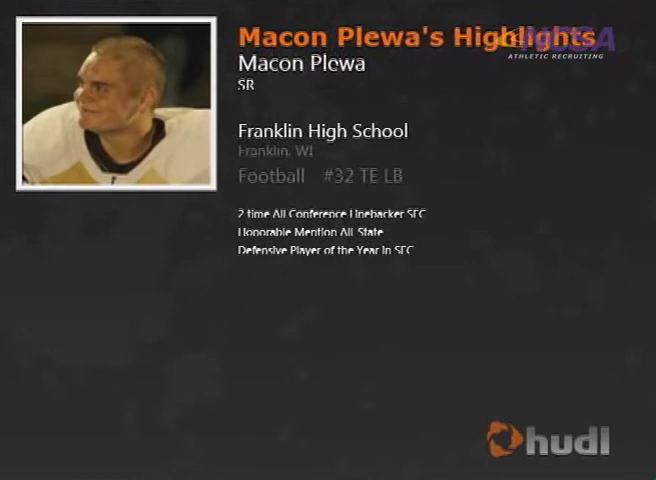 Macon Plewa's Highlights
NCSA
ATHLETIC RECRUITING
Macon Plewa
SR
Franklin High School
Franklin, WI
Football #32 TE LB
2 time All Conference Linebacker SEC
Honorable Mention All State
Defensive Player of the Year in SEC
hudl